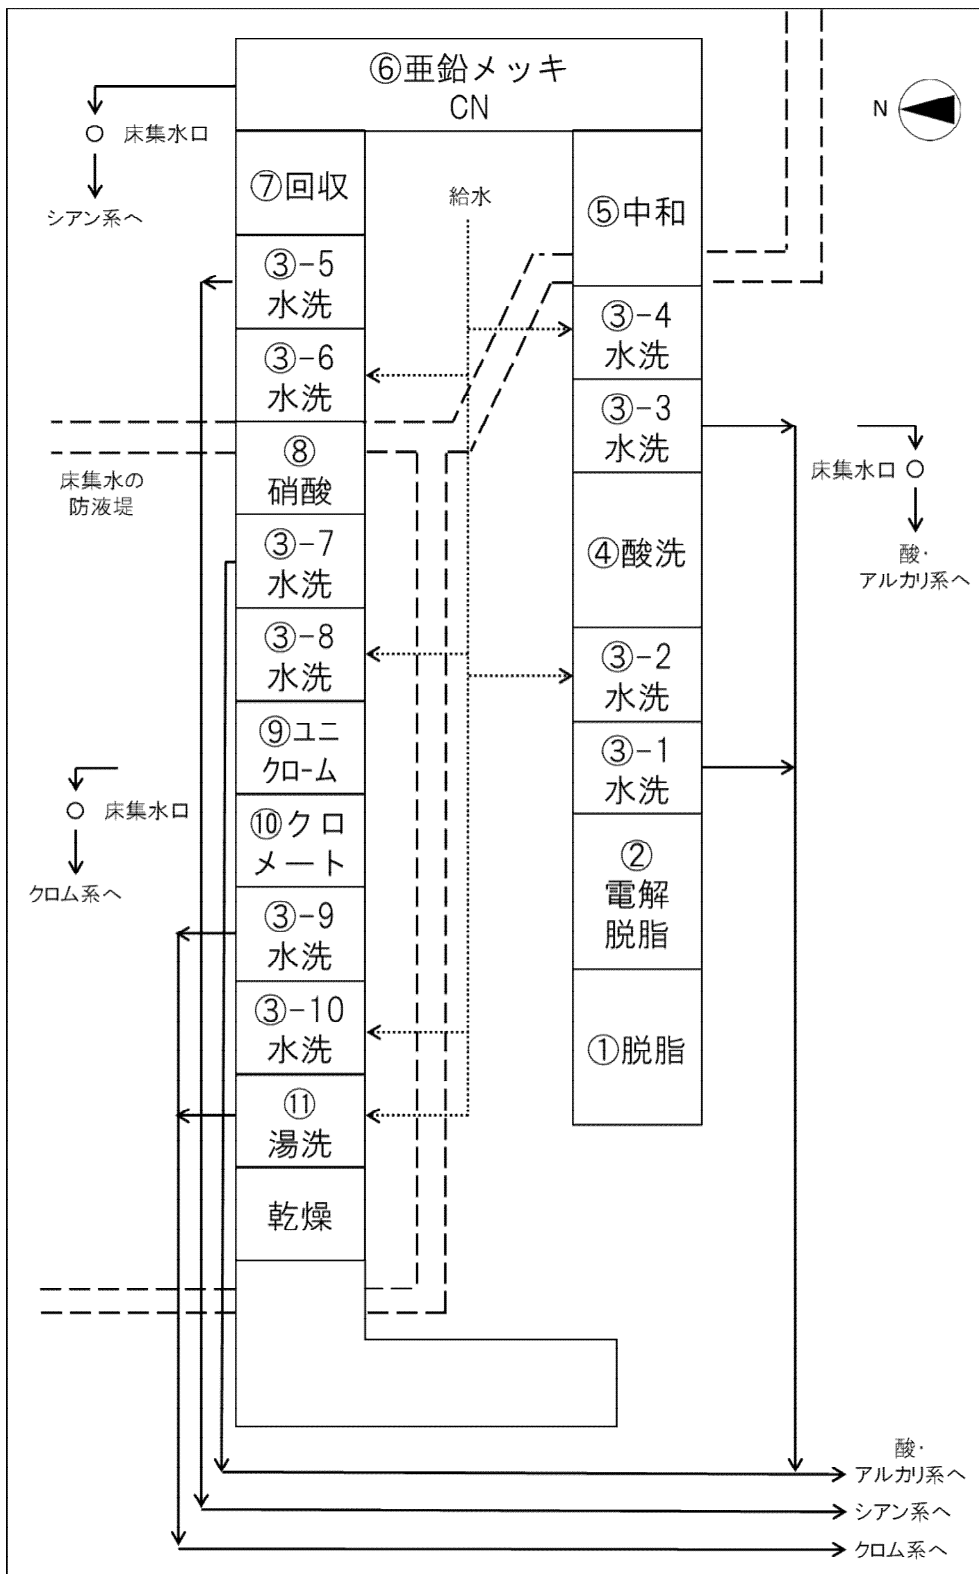 ⑥亜鉛メッキ
CN
N
床集水口
シアン系へ
⑦回収
給水
⑤中和
③-5
水洗
③-4
水洗
③-6
水洗
③-3
水洗
床集水口
酸・
アルカリ系へ
床集水の
防液堤
⑧
硝酸
④酸洗
③-7
水洗
③-8
水洗
③-2
水洗
⑨ユニ
クローム
③-1
水洗
床集水口
クロム系へ
⑩クロ
メート
②
電解
脱脂
③-9
水洗
③-10
水洗
①脱脂
⑪
湯洗
乾燥
酸・
アルカリ系へ
シアン系へ
クロム系へ